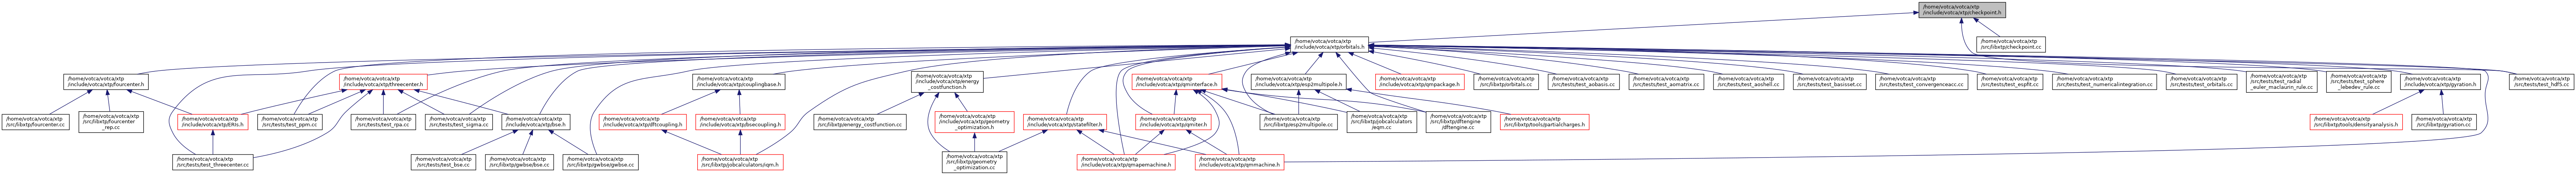 /home/votca/votca/xtp
/include/votca/xtp/checkpoint.h
/home/votca/votca/xtp
/include/votca/xtp/orbitals.h
/home/votca/votca/xtp
/src/libxtp/checkpoint.cc
/home/votca/votca/xtp
/include/votca/xtp/fourcenter.h
/home/votca/votca/xtp
/include/votca/xtp/threecenter.h
/home/votca/votca/xtp
/include/votca/xtp/couplingbase.h
/home/votca/votca/xtp
/include/votca/xtp/energy
_costfunction.h
/home/votca/votca/xtp
/include/votca/xtp/qminterface.h
/home/votca/votca/xtp
/include/votca/xtp/esp2multipole.h
/home/votca/votca/xtp
/include/votca/xtp/qmpackage.h
/home/votca/votca/xtp
/src/libxtp/orbitals.cc
/home/votca/votca/xtp
/src/tests/test_aobasis.cc
/home/votca/votca/xtp
/src/tests/test_aomatrix.cc
/home/votca/votca/xtp
/src/tests/test_aoshell.cc
/home/votca/votca/xtp
/src/tests/test_basisset.cc
/home/votca/votca/xtp
/src/tests/test_convergenceacc.cc
/home/votca/votca/xtp
/src/tests/test_espfit.cc
/home/votca/votca/xtp
/src/tests/test_numericalintegration.cc
/home/votca/votca/xtp
/src/tests/test_orbitals.cc
/home/votca/votca/xtp
/src/tests/test_radial
_euler_maclaurin_rule.cc
/home/votca/votca/xtp
/src/tests/test_sphere
_lebedev_rule.cc
/home/votca/votca/xtp
/include/votca/xtp/gyration.h
/home/votca/votca/xtp
/src/tests/test_hdf5.cc
/home/votca/votca/xtp
/src/libxtp/fourcenter.cc
/home/votca/votca/xtp
/src/libxtp/fourcenter
_rep.cc
/home/votca/votca/xtp
/include/votca/xtp/ERIs.h
/home/votca/votca/xtp
/src/tests/test_ppm.cc
/home/votca/votca/xtp
/src/tests/test_rpa.cc
/home/votca/votca/xtp
/src/tests/test_sigma.cc
/home/votca/votca/xtp
/include/votca/xtp/bse.h
/home/votca/votca/xtp
/include/votca/xtp/dftcoupling.h
/home/votca/votca/xtp
/include/votca/xtp/bsecoupling.h
/home/votca/votca/xtp
/src/libxtp/energy_costfunction.cc
/home/votca/votca/xtp
/include/votca/xtp/geometry
_optimization.h
/home/votca/votca/xtp
/include/votca/xtp/statefilter.h
/home/votca/votca/xtp
/include/votca/xtp/qmiter.h
/home/votca/votca/xtp
/src/libxtp/esp2multipole.cc
/home/votca/votca/xtp
/src/libxtp/jobcalculators
/eqm.cc
/home/votca/votca/xtp
/src/libxtp/dftengine
/dftengine.cc
/home/votca/votca/xtp
/src/libxtp/tools/partialcharges.h
/home/votca/votca/xtp
/src/libxtp/tools/densityanalysis.h
/home/votca/votca/xtp
/src/libxtp/gyration.cc
/home/votca/votca/xtp
/src/tests/test_threecenter.cc
/home/votca/votca/xtp
/src/tests/test_bse.cc
/home/votca/votca/xtp
/src/libxtp/gwbse/bse.cc
/home/votca/votca/xtp
/src/libxtp/gwbse/gwbse.cc
/home/votca/votca/xtp
/src/libxtp/jobcalculators/iqm.h
/home/votca/votca/xtp
/src/libxtp/geometry
_optimization.cc
/home/votca/votca/xtp
/include/votca/xtp/qmapemachine.h
/home/votca/votca/xtp
/include/votca/xtp/qmmachine.h